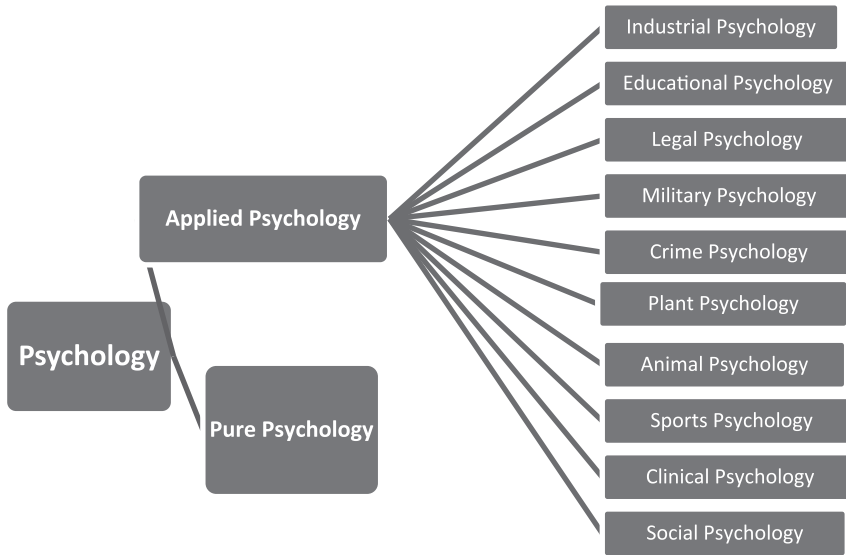 Psychology
Applied Psychology
Pure Psychology
Industrial Psychology
Educational Psychology
Legal Psychology
Military Psychology
Crime Psychology
Plant Psychology
Animal Psychology
Sports Psychology
Clinical Psychology
Social Psychology